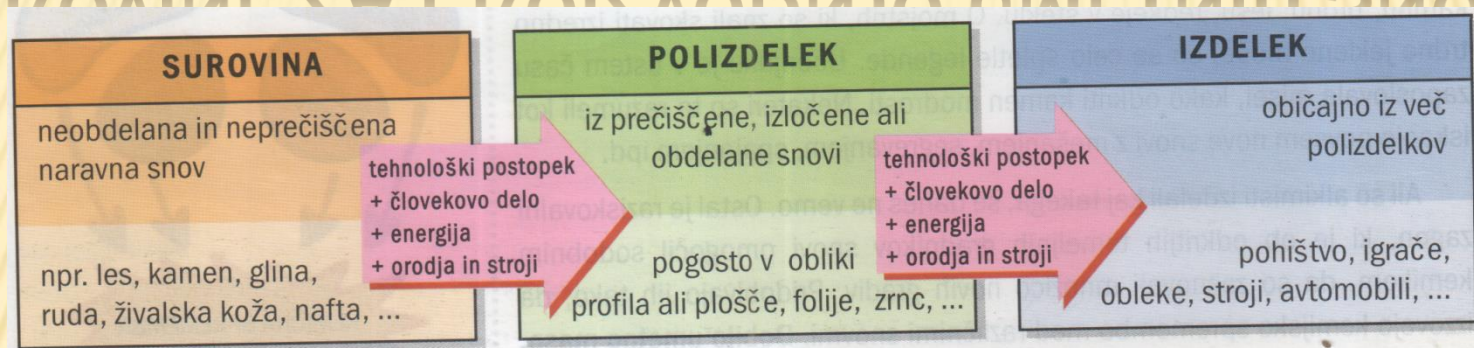 SUROVINA
neobdelana in neprečiščena
naravna snov
npr. les, kamen, glina,
ruda, živalska koža, nafta, ...
tehnološki postopek
+ človekovo delo
+ energija
+ orodja in stroji
POLIZDELEK
iz prečiščene, izločene ali
obdelane snovi
pogosto v obliki
profila ali plošče, folije, zrnc, ...
tehnološki postopek
+ človekovo delo
+ energija
+ orodja in stroji
IZDELEK
običajno iz več
polizdelkov
pohištvo, igrače,
obleke, stroji, avtomobili, ...